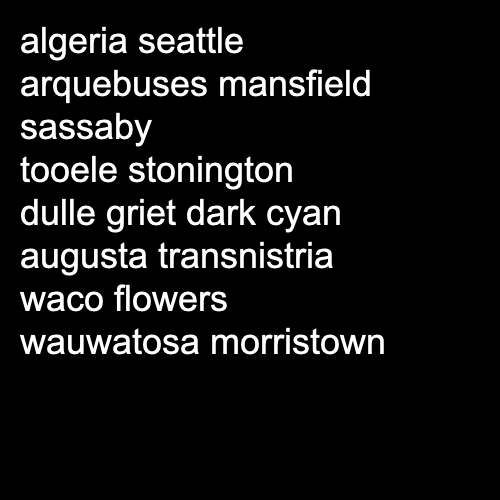 algeria seattle
arquebuses mansfield
sassaby
tooele stonington
dulle griet dark cyan
augusta transnistria
waco flowers
wauwatosa morristown